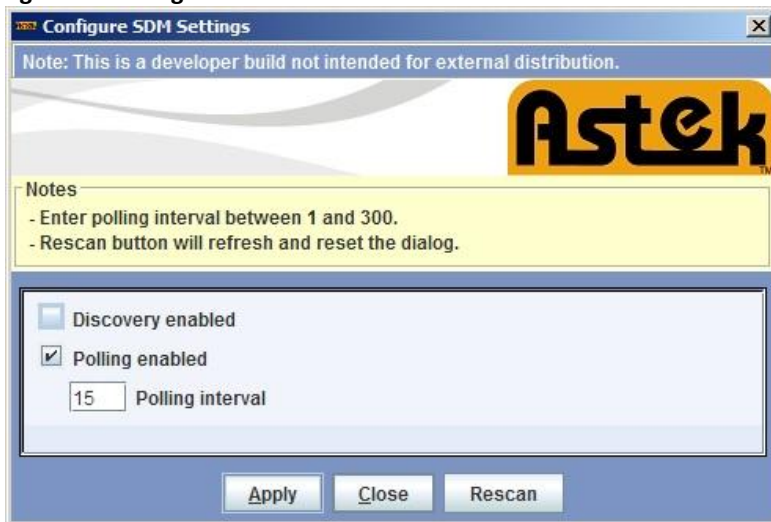 Configure SDM Settings
Note: This is a developer build not intended for external distribution.
Astek
TM
Notes
- Enter polling interval between 1 and 300.
- Rescan button will refresh and reset the dialog.
Discovery enabled
Polling enabled
15 Polling interval
Apply Close Rescan